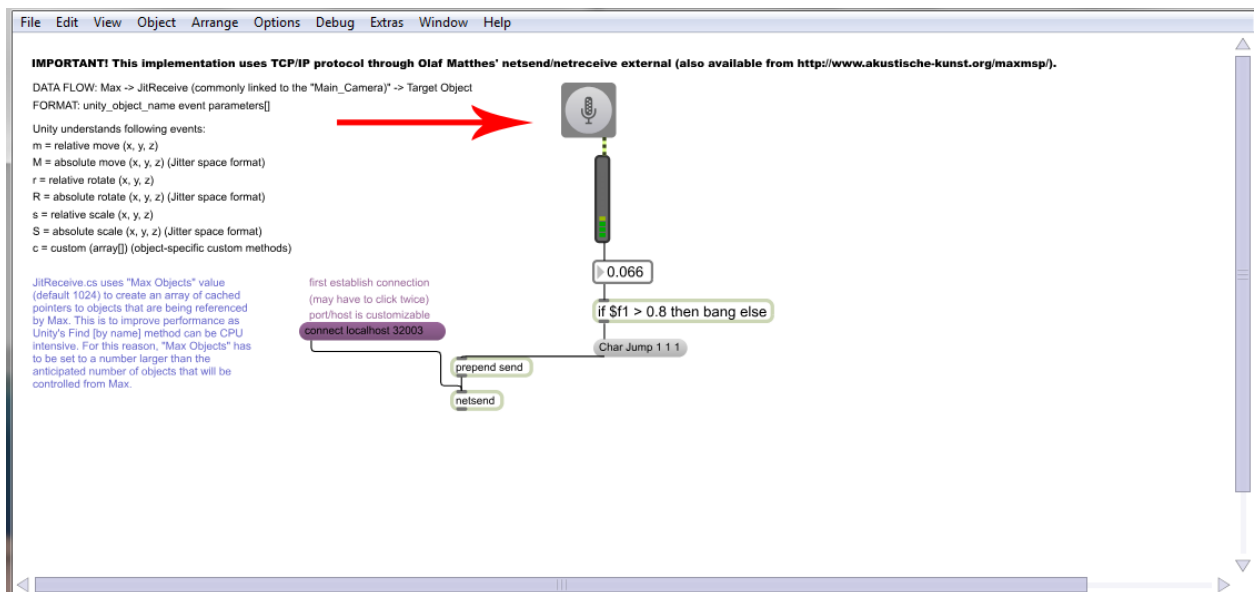 File Edit View Object Arrange Options Debug Extras Window Help
IMPORTANT! This implementation uses TCP/IP protocol through Olaf Matthes' netsend/netreceive external (also available from http://www.akustische-kunst.org/maxmsp/).
DATA FLOW: Max -> JitReceive (commonly linked to the "Main_Camera)" -> Target Object
FORMAT: unity_object_name event parameters[]
Unity understands following events:
m = relative move (x, y, z)
M = absolute move (x, y, z) (Jitter space format)
r = relative rotate (x, y, z)
R = absolute rotate (x, y, z) (Jitter space format)
s = relative scale (x, y, z)
S = absolute scale (x, y, z) (Jitter space format)
c = custom (array[]) (object-specific custom methods)
JitReceive.cs uses "Max Objects" value
(default 1024) to create an array of cached
pointers to objects that are being referenced
by Max. This is to improve performance as
Unity's Find [by name] method can be CPU
intensive. For this reason, "Max Objects" has
to be set to a number larger than the
anticipated number of objects that will be
controlled from Max.
first establish connection
(may have to click twice)
port/host is customizable
connect localhost 32003
0.066
if $f1 > 0.8 then bang else
Char Jump 1 1 1
prepend send
netsend